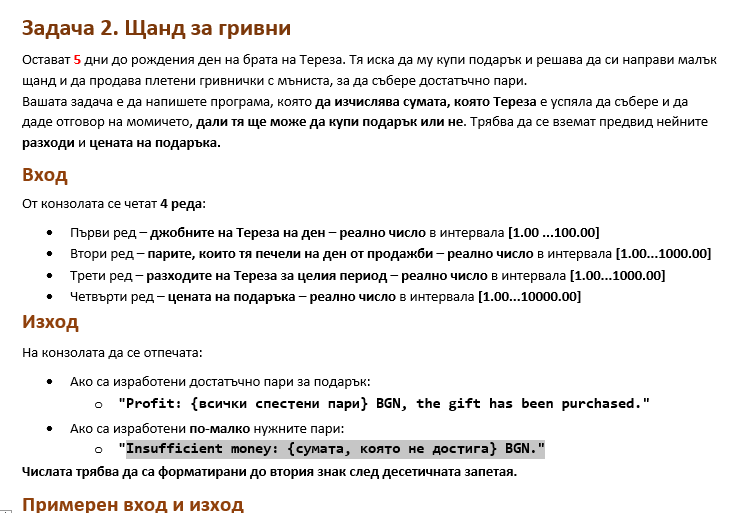 Задача 2. Щанд за гривни
Остават 5 дни до рождения ден на брата на Тереза. Тя иска да му купи подарък и решава да си направи малък
щанд и да продава плетени гривнички с мъниста, за да събере достатъчно пари.
Вашата задача е да напишете програма, която да изчислява сумата, която Тереза е успяла да събере и да
даде отговор на момичето, дали тя ще може да купи подарък или не. Трябва да се вземат предвид нейните
разходи и цената на подаръка.
Вход
От конзолата се четат 4 реда:
• Първи ред – джобните на Тереза на ден – реално число в интервала [1.00 ...100.00]
• Втори ред – парите, които тя печели на ден от продажби – реално число в интервала [1.00...1000.00]
• Трети ред – разходите на Тереза за целия период – реално число в интервала [1.00...1000.00]
• Четвърти ред – цената на подаръка – реално число в интервала [1.00...10000.00]
Изход
На конзолата да се отпечата:
• Ако са изработени достатъчно пари за подарък:
o "Profit: {всички спестени пари} BGN, the gift has been purchased."
• Ако са изработени по-малко нужните пари:
o "Insufficient money: {сумата, която не достига} BGN."
Числата трябва да са форматирани до втория знак след десетичната запетая.
Примерен вход и изход